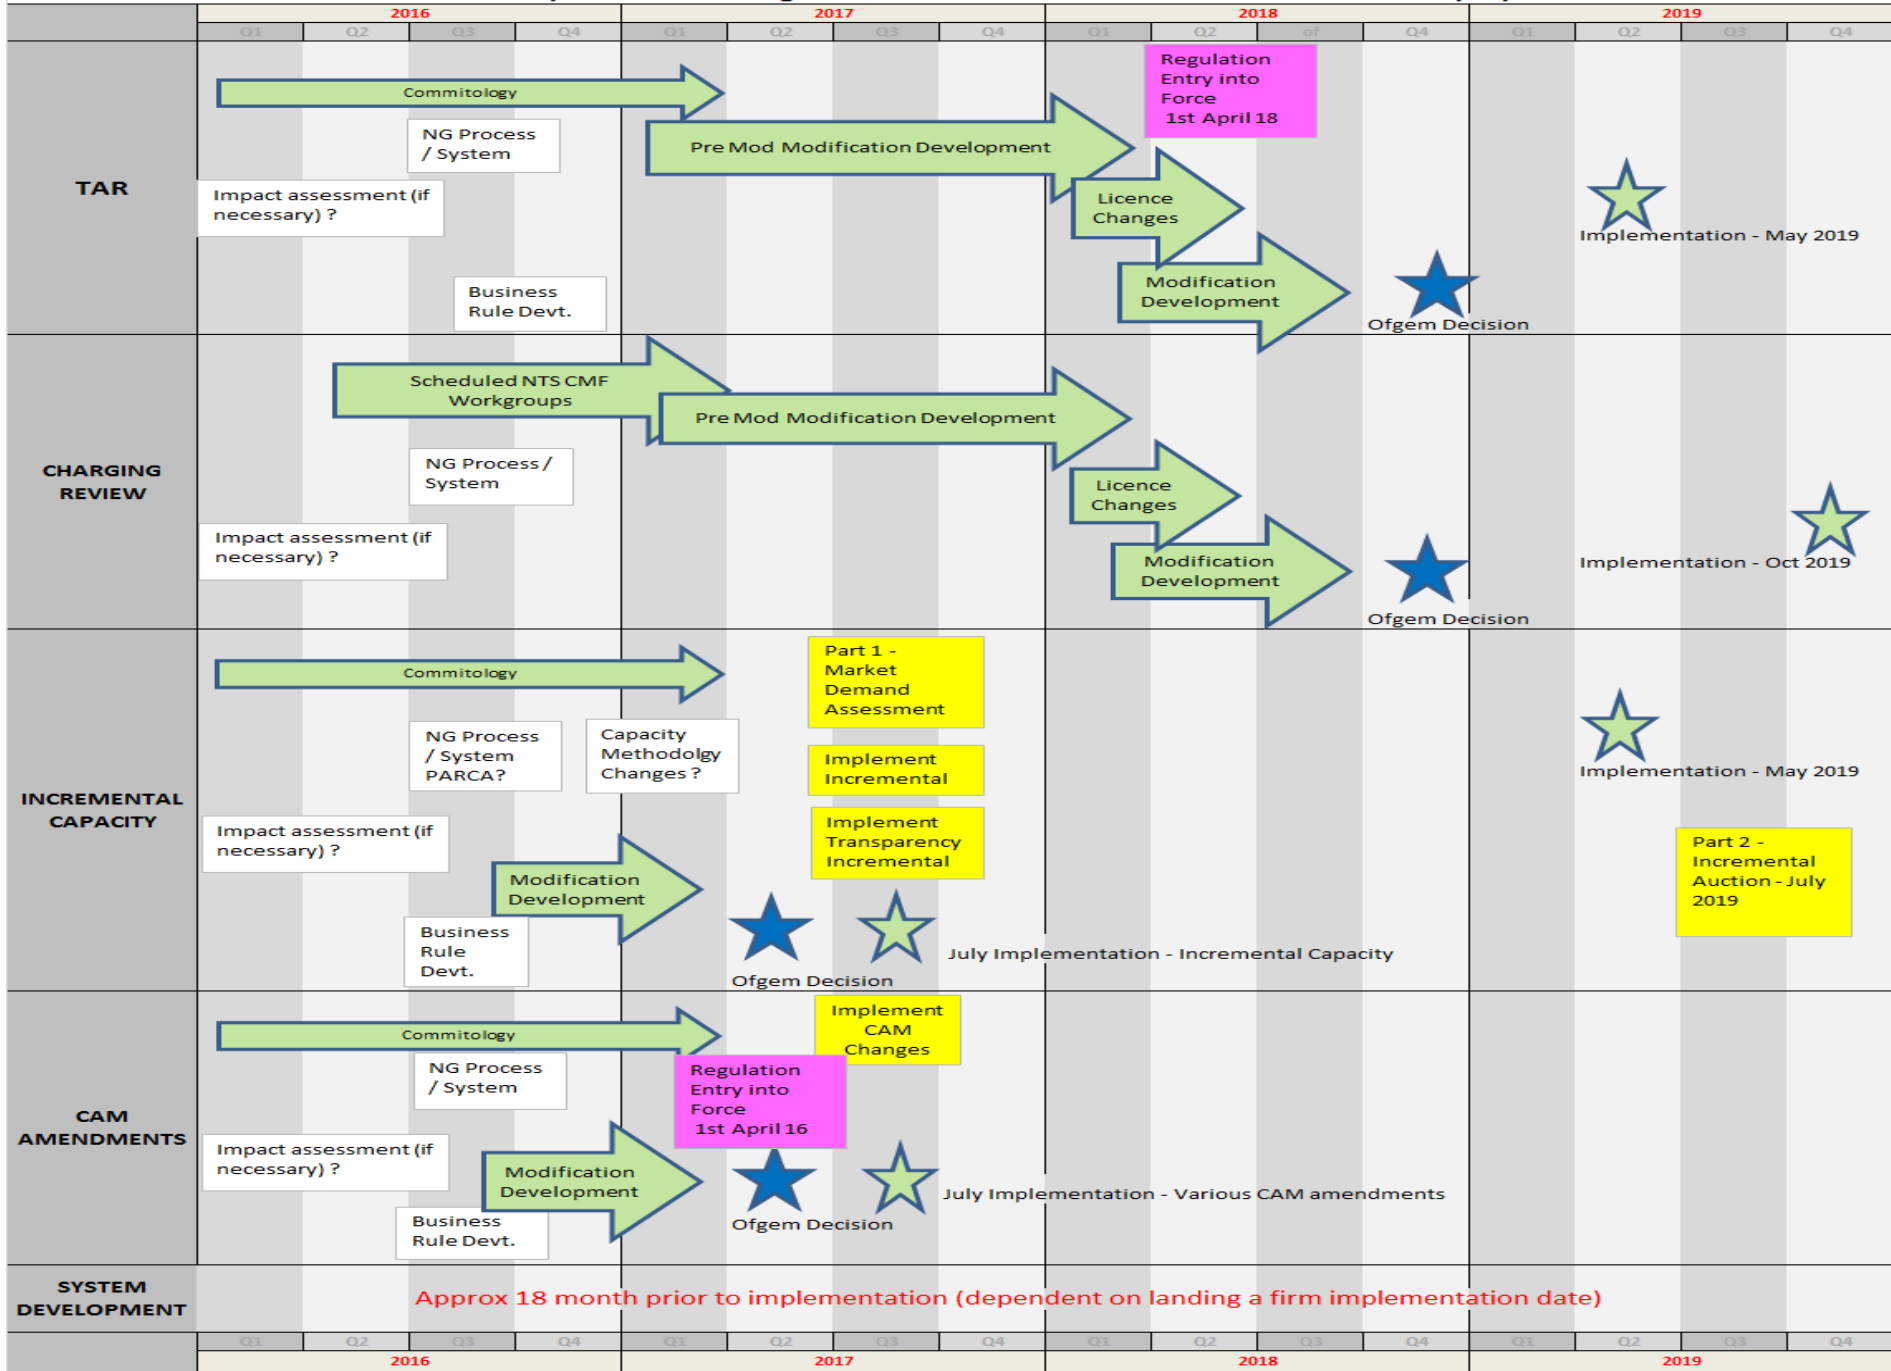 2016 2017 2018 2019
Q1 Q2 Q3 Q4 Q1 Q2 Q3 Q4 Q1 Q2 of Q4 Q1 Q2 Q3 Q4
TAR
Commitology
NG Process
/ System
Impact assessment (if
necessary) ?
Business
Rule Devt.
Pre Mod Modification Development
Regulation
Entry into
Force
1st April 18
Licence
Changes
Modification
Development
Ofgem Decision
Implementation - May 2019
CHARGING
REVIEW
Scheduled NTS CMF
Workgroups
Pre Mod Modification Development
NG Process /
System
Impact assessment (if
necessary) ?
Licence
Changes
Modification
Development
Ofgem Decision
Implementation - Oct 2019
INCREMENTAL
CAPACITY
Commitology
NG Process
/ System
PARCA?
Capacity
Methodolgy
Changes ?
Impact assessment (if
necessary) ?
Modification
Development
Business
Rule
Devt.
Part 1 -
Market
Demand
Assessment
Implement
Incremental
Implement
Transparency
Incremental
Ofgem Decision
July Implementation - Incremental Capacity
Implementation - May 2019
Part 2 -
Incremental
Auction - July
2019
CAM
AMENDMENTS
Commitology
NG Process
/ System
Impact assessment (if
necessary) ?
Modification
Development
Business
Rule Devt.
Implement
CAM
Changes
Regulation
Entry into
Force
1st April 16
Ofgem Decision
July Implementation - Various CAM amendments
SYSTEM
DEVELOPMENT
Approx 18 month prior to implementation (dependent on landing a firm implementation date)
Q1 Q2 Q3 Q4 Q1 Q2 Q3 Q4 Q1 Q2 Q3 Q4 Q1 Q2 Q3 Q4
2016 2017 2018 2019